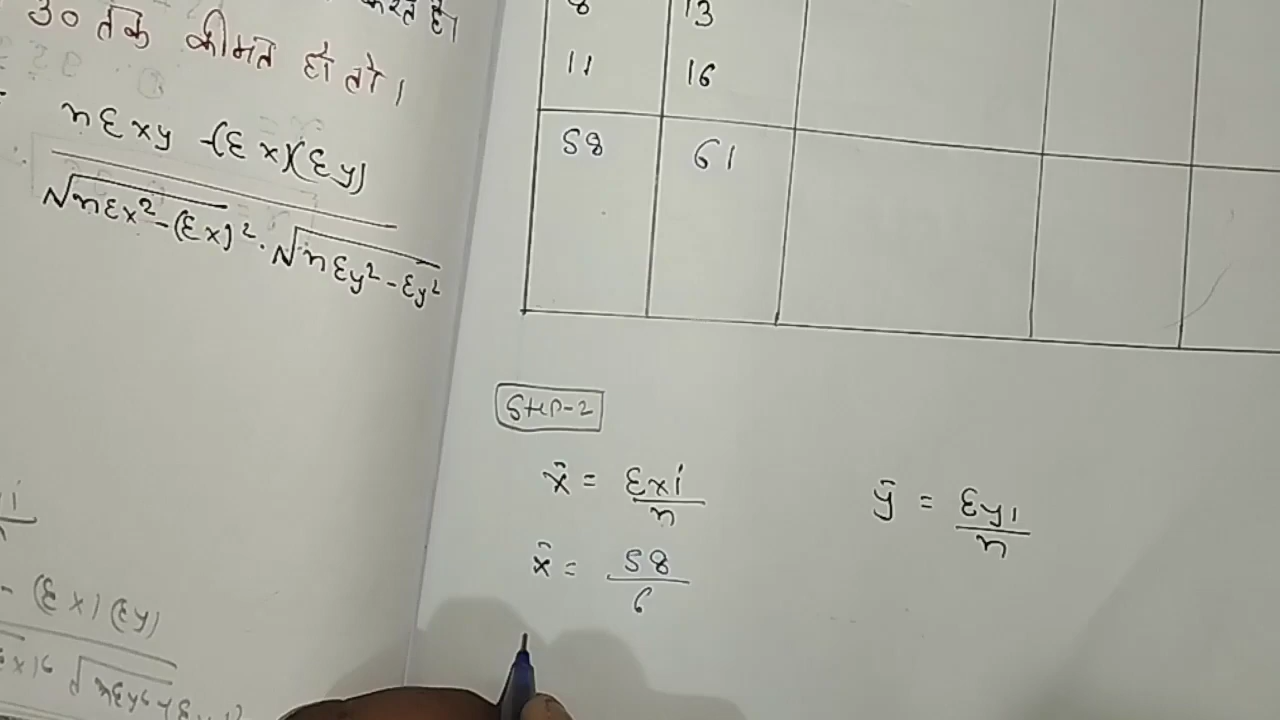 करते है।
30 तक कीमत हो तो।
nΣxy -(Σx)(Σy)
√nΣx² -(Σx)² . √nΣy² - Σy²
8 13
11 16
58 61
STEP-2
x̄ = Σxi / n
ȳ = Σyi / n
x̄ = 58 / 6